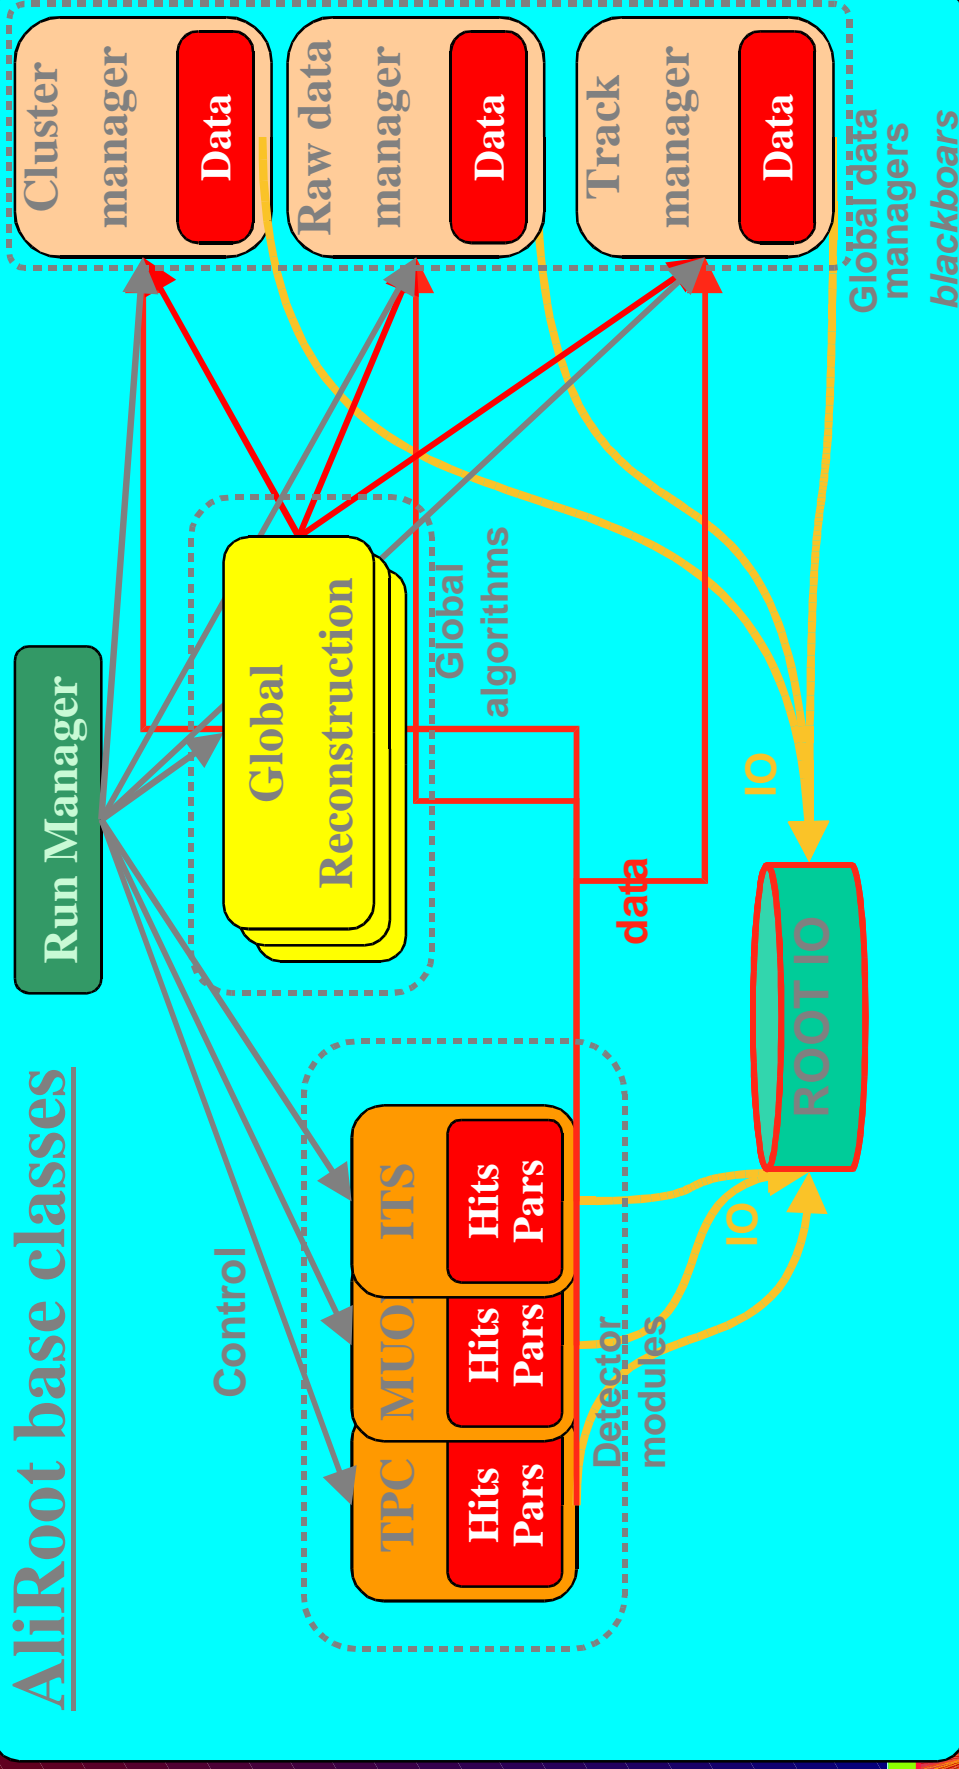 AliRoot base classes
Run Manager
Control
Cluster
manager
Data
Raw data
manager
Data
Track
manager
Data
Global data
managers
blackboars
Global
Reconstruction
Global
algorithms
TPC
Hits
Pars
MUO
Hits
Pars
ITS
Hits
Pars
Detector
modules
data
IO
IO
ROOT IO